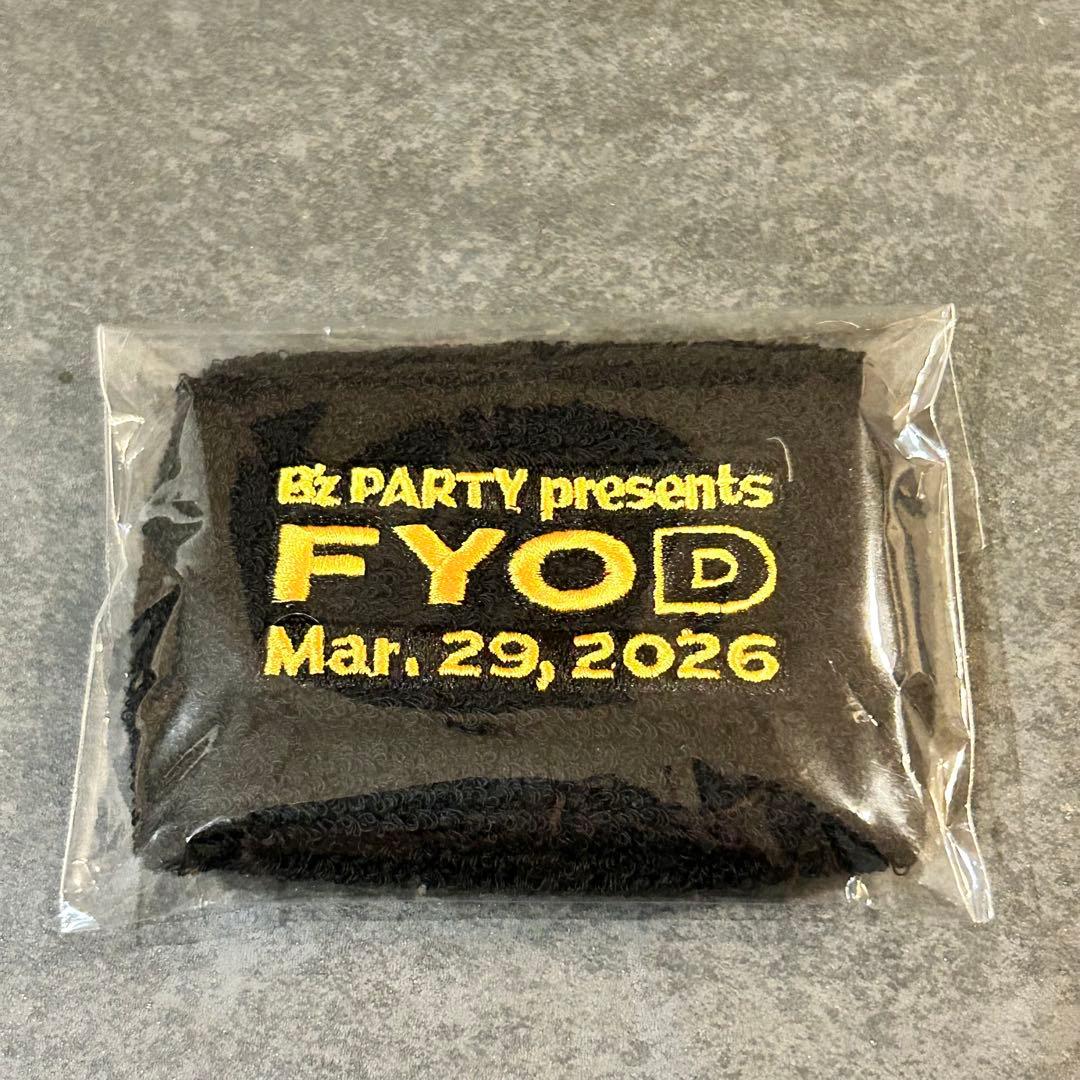 B'z PARTY presents
FYOD
Mar. 29, 2026